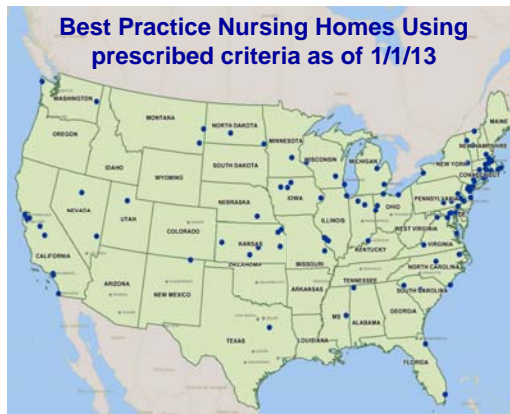 Best Practice Nursing Homes Using
prescribed criteria as of 1/1/13
WASHINGTON
MONTANA
NORTH DAKOTA
MINNESOTA
MAINE
OREGON
IDAHO
SOUTH DAKOTA
WISCONSIN
MICHIGAN
NEW YORK
NEW HAMPSHIRE
WYOMING
IOWA
NEBRASKA
PENNSYLVANIA
CONNECTICUT
NEVADA
UTAH
COLORADO
KANSAS
ILLINOIS
OHIO
WEST VIRGINIA
VIRGINIA
CALIFORNIA
MISSOURI
KENTUCKY
OKLAHOMA
NORTH CAROLINA
ARIZONA
NEW MEXICO
ARKANSAS
TENNESSEE
SOUTH CAROLINA
MS
ALABAMA
GEORGIA
TEXAS
LOUISIANA
FLORIDA